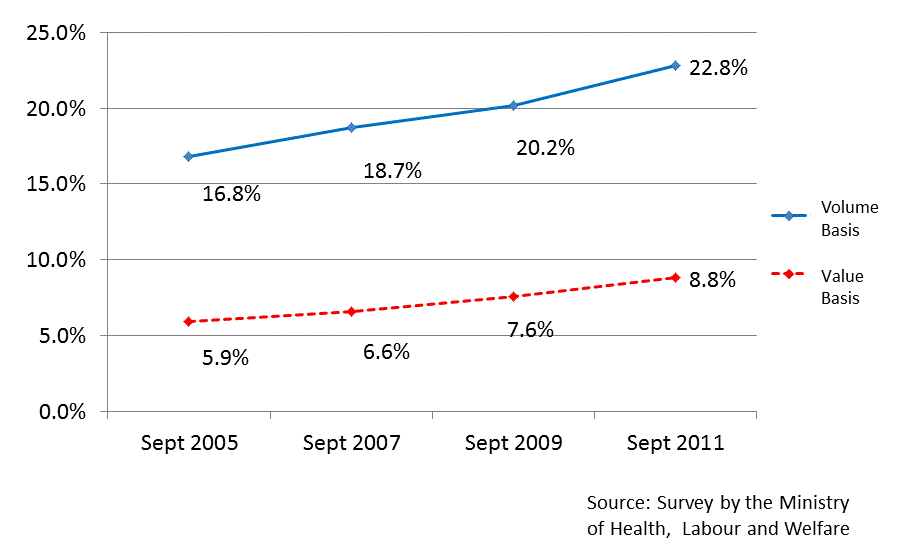 25.0%
20.0%
15.0%
10.0%
5.0%
0.0%
22.8%
20.2%
18.7%
16.8%
8.8%
7.6%
6.6%
5.9%
Sept 2005
Sept 2007
Sept 2009
Sept 2011
Volume
Basis
Value
Basis
Source: Survey by the Ministry
of Health, Labour and Welfare